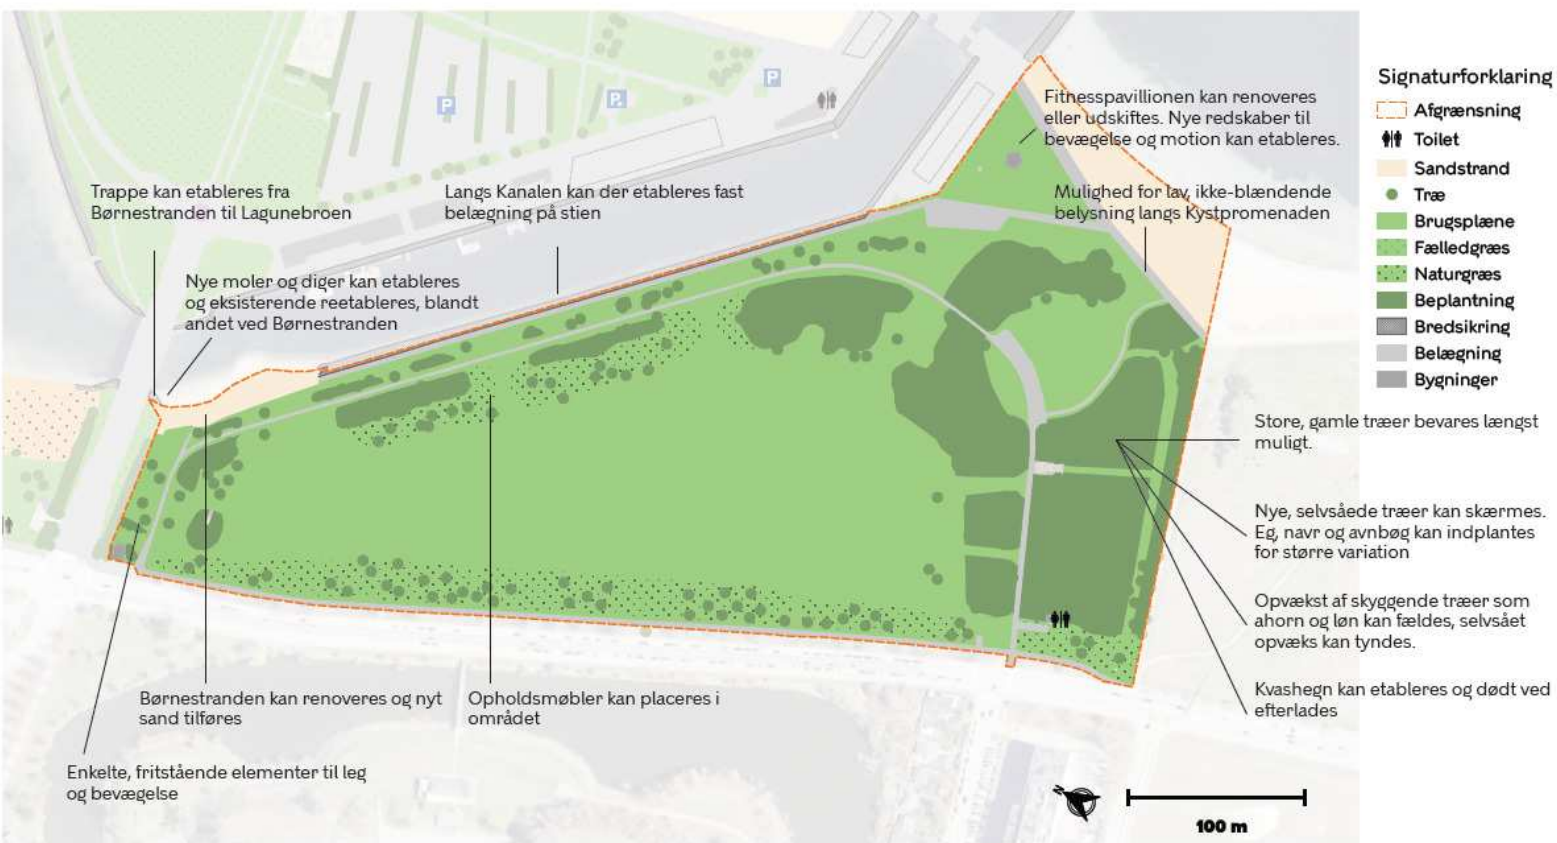 Signaturforklaring
Afgrænsning
Toilet
Sandstrand
Træ
Brugsplæne
Fælledgræs
Naturgræs
Beplantning
Bredsikring
Belægning
Bygninger
P
P
P
Fitnesspavillionen kan renoveres
eller udskiftes. Nye redskaber til
bevægelse og motion kan etableres.
Trappe kan etableres fra
Børnestranden til Lagunebroen
Langs Kanalen kan der etableres fast
belægning på stien
Mulighed for lav, ikke-blændende
belysning langs Kystpromenaden
Nye moler og diger kan etableres
og eksisterende reetableres, blandt
andet ved Børnestranden
Store, gamle træer bevares længst
muligt.
Nye, selvsåede træer kan skærmes.
Eg, navr og avnbøg kan indplantes
for større variation
Opvækst af skyggende træer som
ahorn og løn kan fældes, selvsået
opvæks kan tyndes.
Kvashegn kan etableres og dødt ved
efterlades
Børnestranden kan renoveres og nyt
sand tilføres
Opholdsmøbler kan placeres i
området
Enkelte, fritstående elementer til leg
og bevægelse
N
100 m